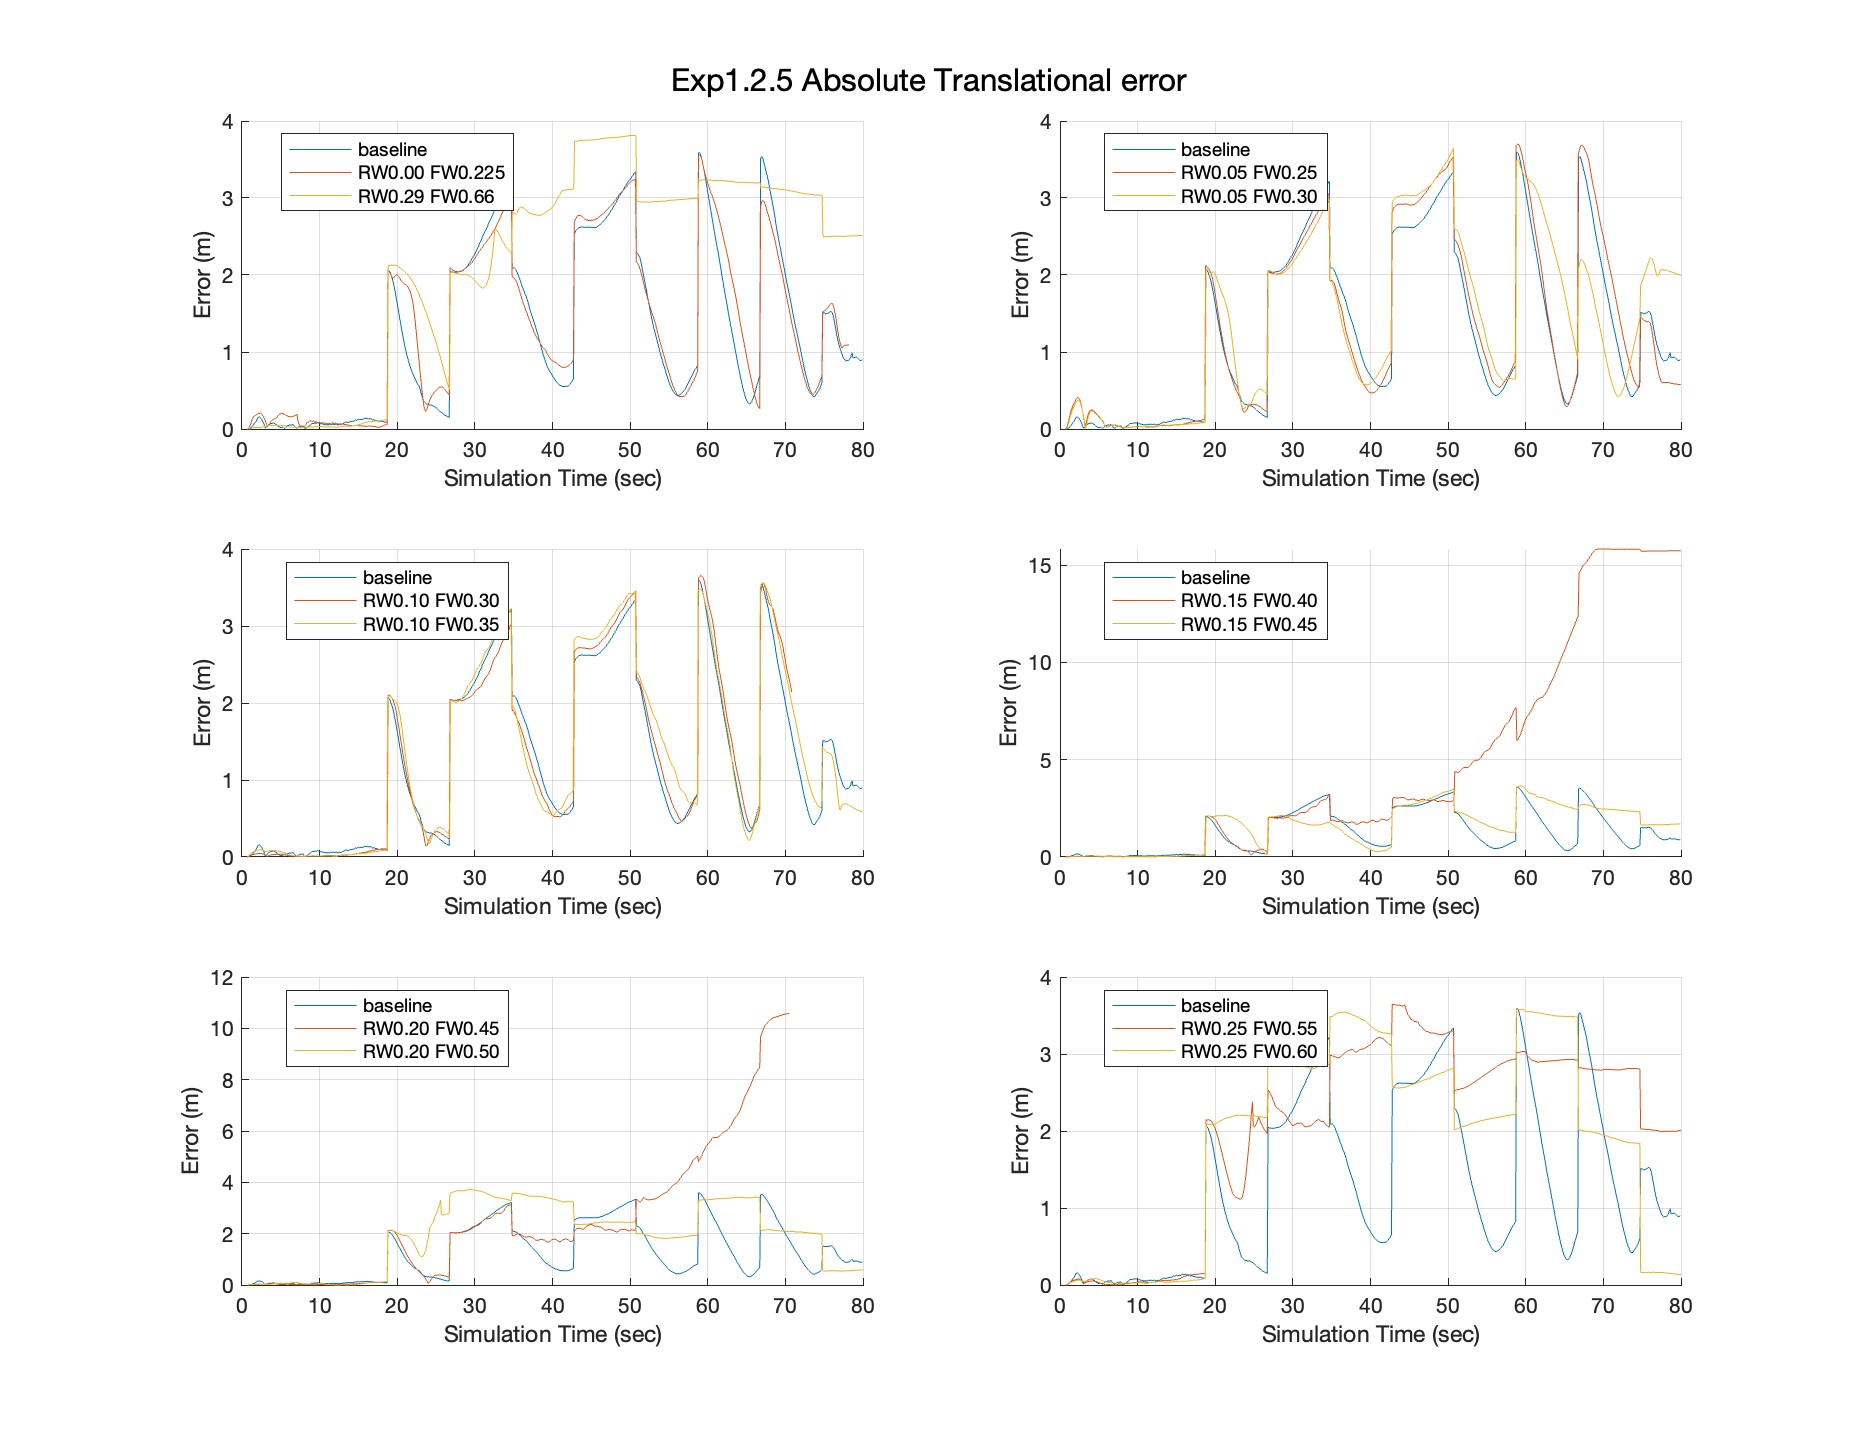 Exp1.2.5 Absolute Translational error
4
3
2
1
0
Error (m)
baseline
RW0.00 FW0.225
RW0.29 FW0.66
0 10 20 30 40 50 60 70 80
Simulation Time (sec)
4
3
2
1
0
Error (m)
baseline
RW0.05 FW0.25
RW0.05 FW0.30
0 10 20 30 40 50 60 70 80
Simulation Time (sec)
4
3
2
1
0
Error (m)
baseline
RW0.10 FW0.30
RW0.10 FW0.35
0 10 20 30 40 50 60 70 80
Simulation Time (sec)
15
10
5
0
Error (m)
baseline
RW0.15 FW0.40
RW0.15 FW0.45
0 10 20 30 40 50 60 70 80
Simulation Time (sec)
12
10
8
6
4
2
0
Error (m)
baseline
RW0.20 FW0.45
RW0.20 FW0.50
0 10 20 30 40 50 60 70 80
Simulation Time (sec)
4
3
2
1
0
Error (m)
baseline
RW0.25 FW0.55
RW0.25 FW0.60
0 10 20 30 40 50 60 70 80
Simulation Time (sec)